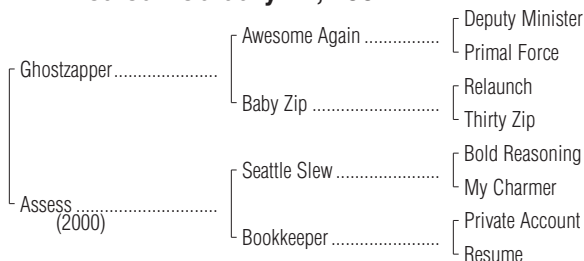 Deputy Minister
Awesome Again
Primal Force
Ghostzapper
Relaunch
Baby Zip
Thirty Zip
Bold Reasoning
Seattle Slew
My Charmer
Assess
(2000)
Private Account
Bookkeeper
Resume